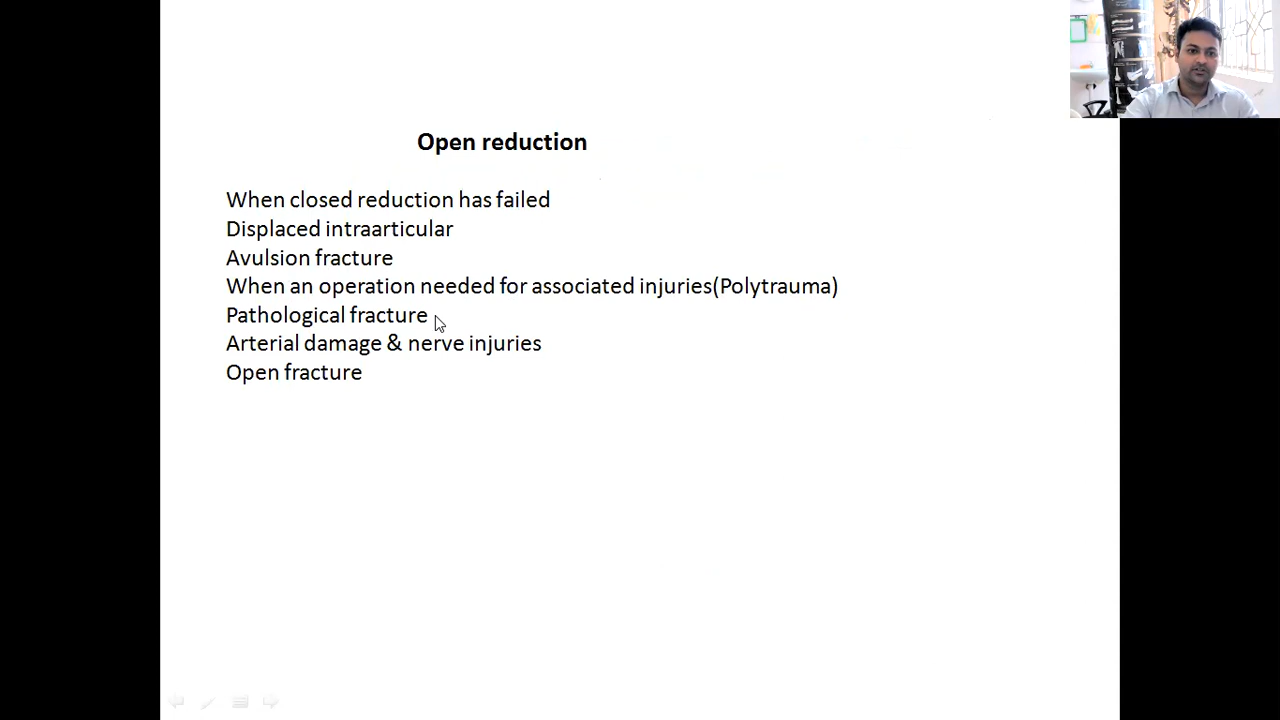 Open reduction
When closed reduction has failed
Displaced intraarticular
Avulsion fracture
When an operation needed for associated injuries(Polytrauma)
Pathological fracture
Arterial damage & nerve injuries
Open fracture